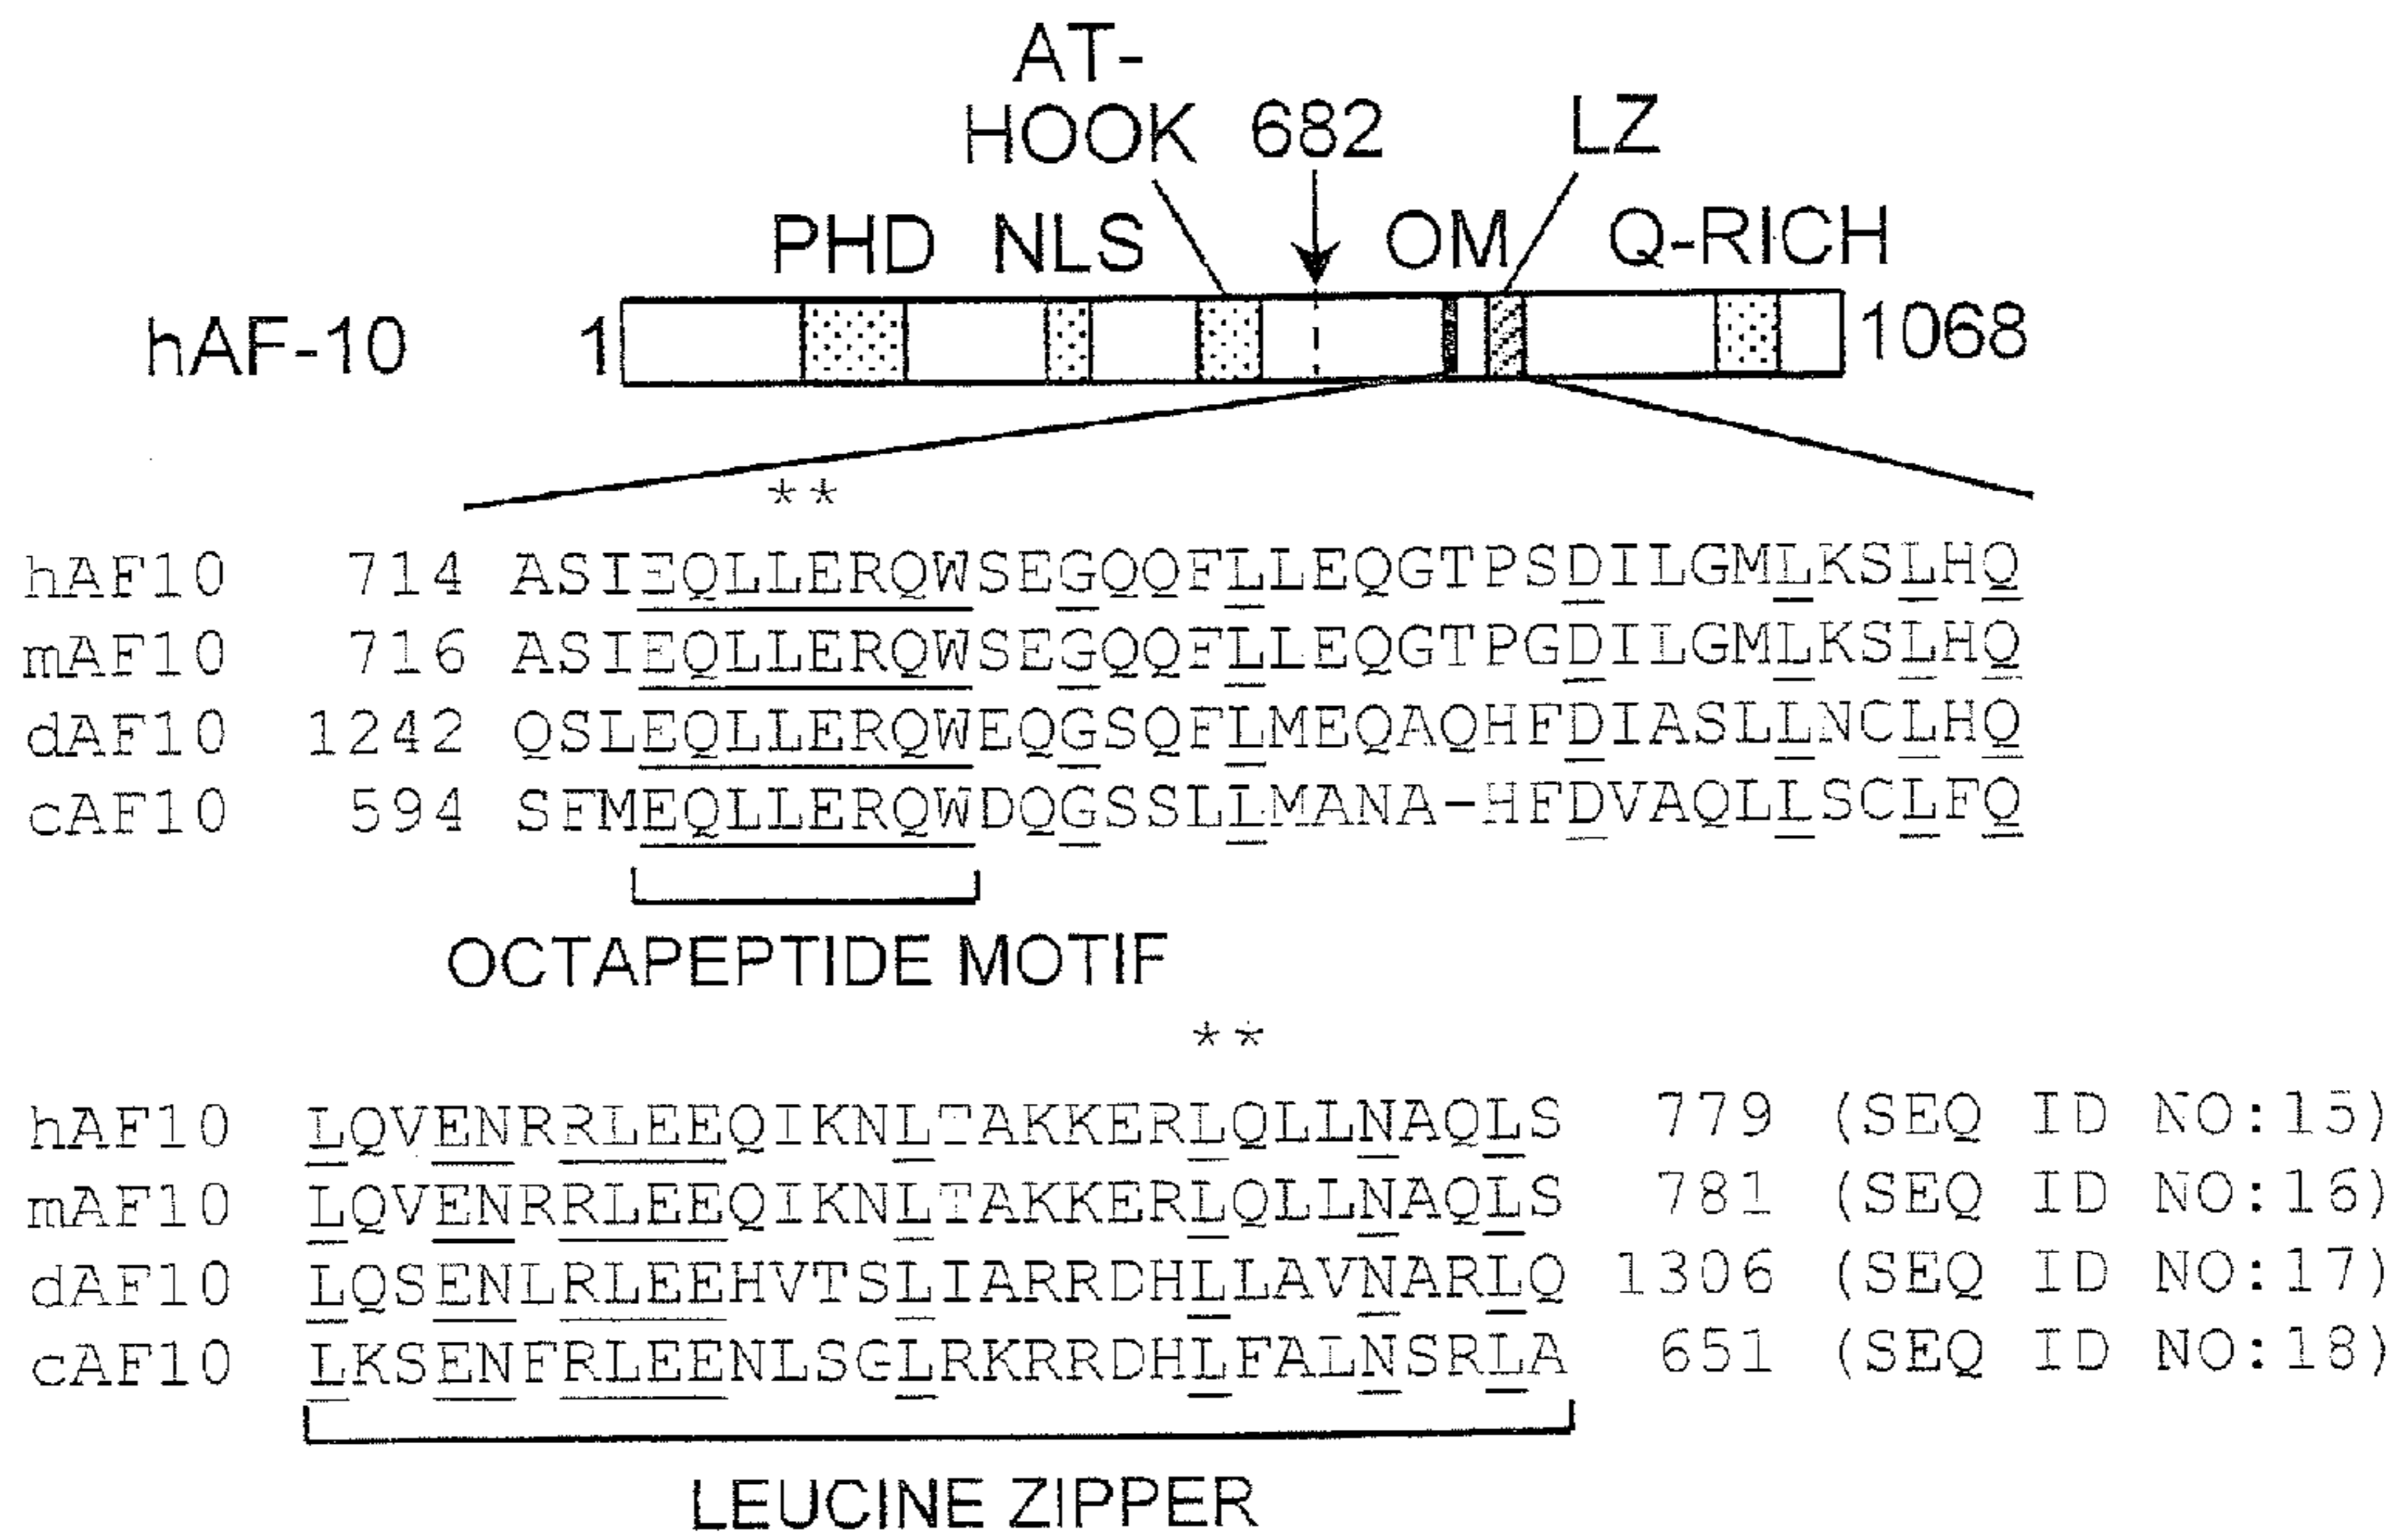 AT-
HOOK 682 LZ
PHD NLS OM Q-RICH
hAF-10 1 1068
**
hAF10 714 ASIEQLLERQWSEGQQFLLEQGTPSDILGMLKSLHQ
mAF10 716 ASIEQLLERQWSEGQQFLLEQGTPGDILGMLKSLHQ
dAF10 1242 QSLEQLLERQWEQGSQFLMEQAQHFDIASLLNCLHQ
cAF10 594 SFMEQLLERQWDQGSSLLMANA-HFDVAQLLSCLFQ
OCTAPEPTIDE MOTIF
**
hAF10 LQVENRRLEEQIKNLTAKKERLQLLNAQLS 779 (SEQ ID NO:15)
mAF10 LQVENRRLEEQIKNLTAKKERLQLLNAQLS 781 (SEQ ID NO:16)
dAF10 LQSENLRLEEHVTSLIARRDHLLAVNARLQ 1306 (SEQ ID NO:17)
cAF10 LKSENFRLEENLSGLRKRRDHLFALNSRLA 651 (SEQ ID NO:18)
LEUCINE ZIPPER